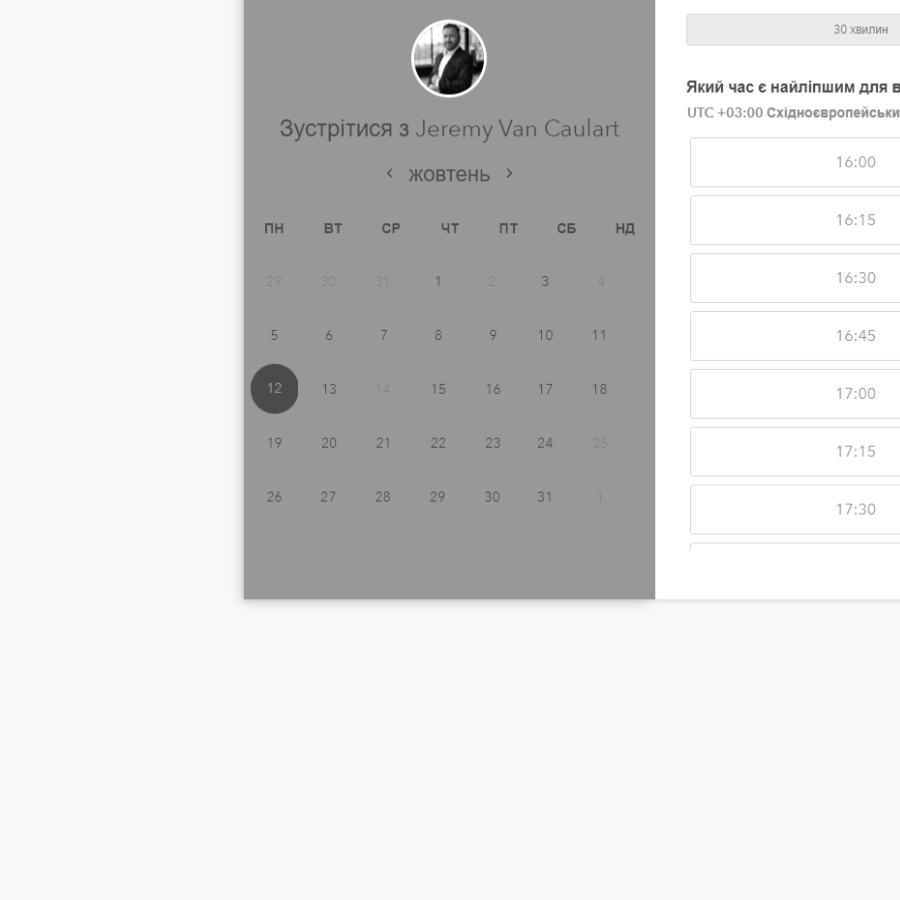 Зустрітися з Jeremy Van Caulart
жовтень
ПН ВТ СР ЧТ ПТ СБ НД
29 30 31 1 2 3 4
5 6 7 8 9 10 11
12 13 14 15 16 17 18
19 20 21 22 23 24 25
26 27 28 29 30 31 1
30 хвилин
Який час є найліпшим для в
UTC +03:00 Східноєвропейськи
16:00
16:15
16:30
16:45
17:00
17:15
17:30